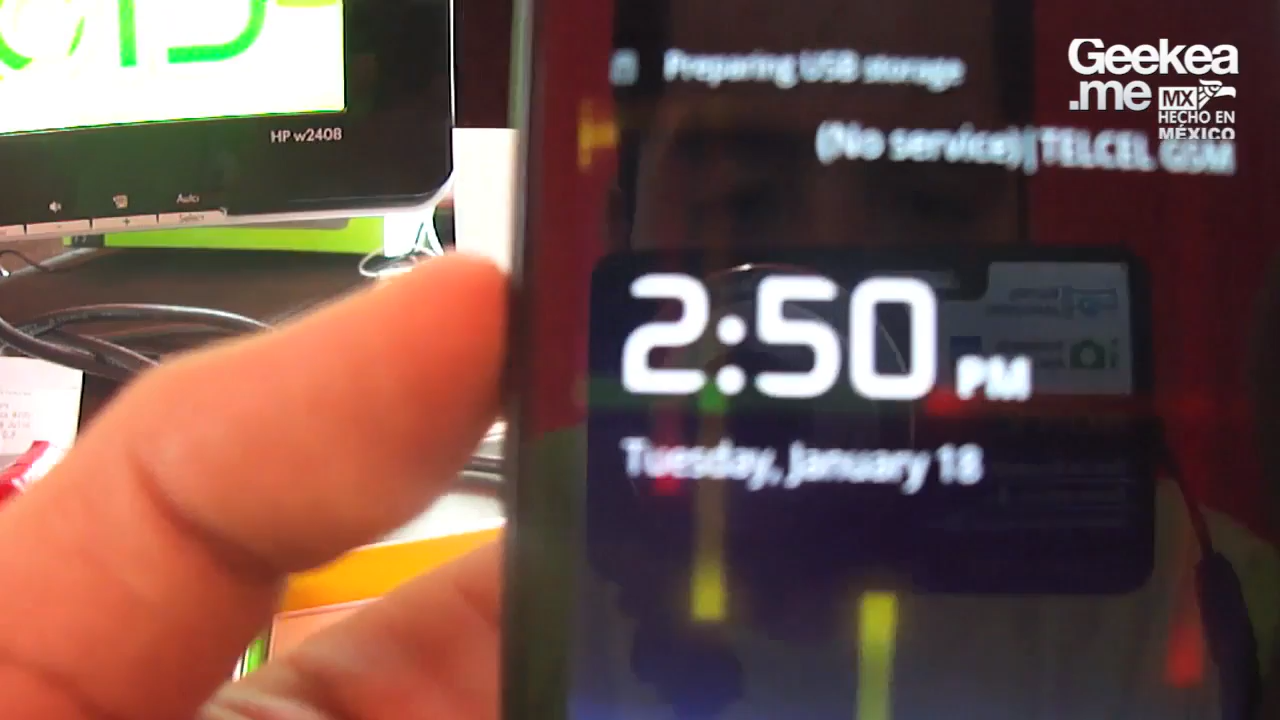 Geekea
.me MX
HECHO EN
MÉXICO
Preparing USB storage
(No service)|TELCEL GSM
HP w2408
Auto
Select
2:50 PM
Tuesday, January 18